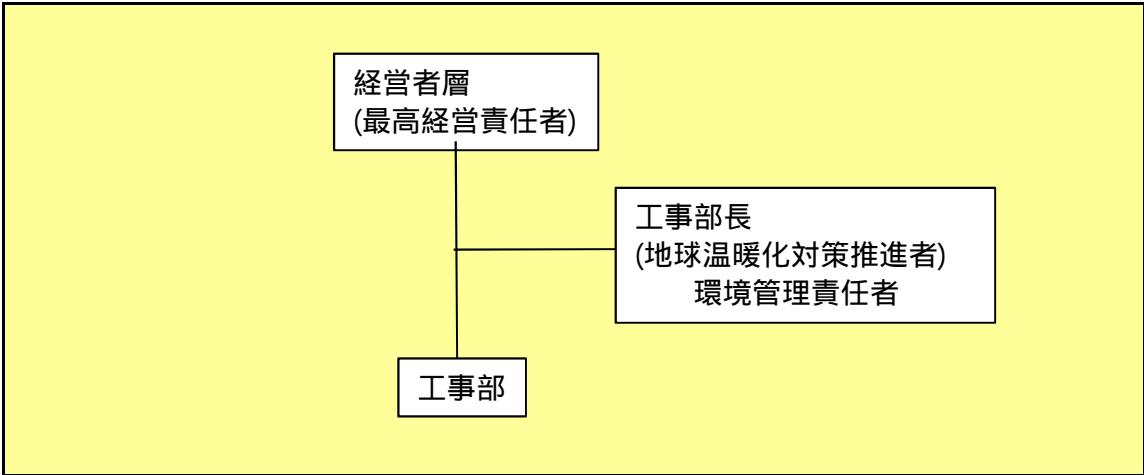 経営者層
(最高経営責任者)
工事部長
(地球温暖化対策推進者)
環境管理責任者
工事部